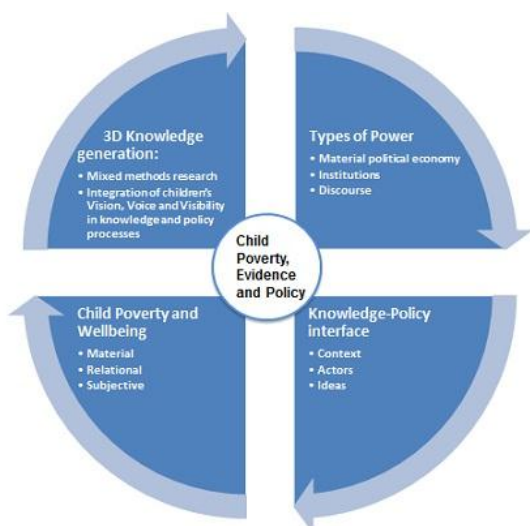 3D Knowledge
generation:
• Mixed methods research
• Integration of children's
Vision, Voice and Visibility
in knowledge and policy
processes
Types of Power
• Material political economy
• Institutions
• Discourse
Child
Poverty,
Evidence
and Policy
Child Poverty and
Wellbeing
• Material
• Relational
• Subjective
Knowledge-Policy
interface
• Context
• Actors
• Ideas